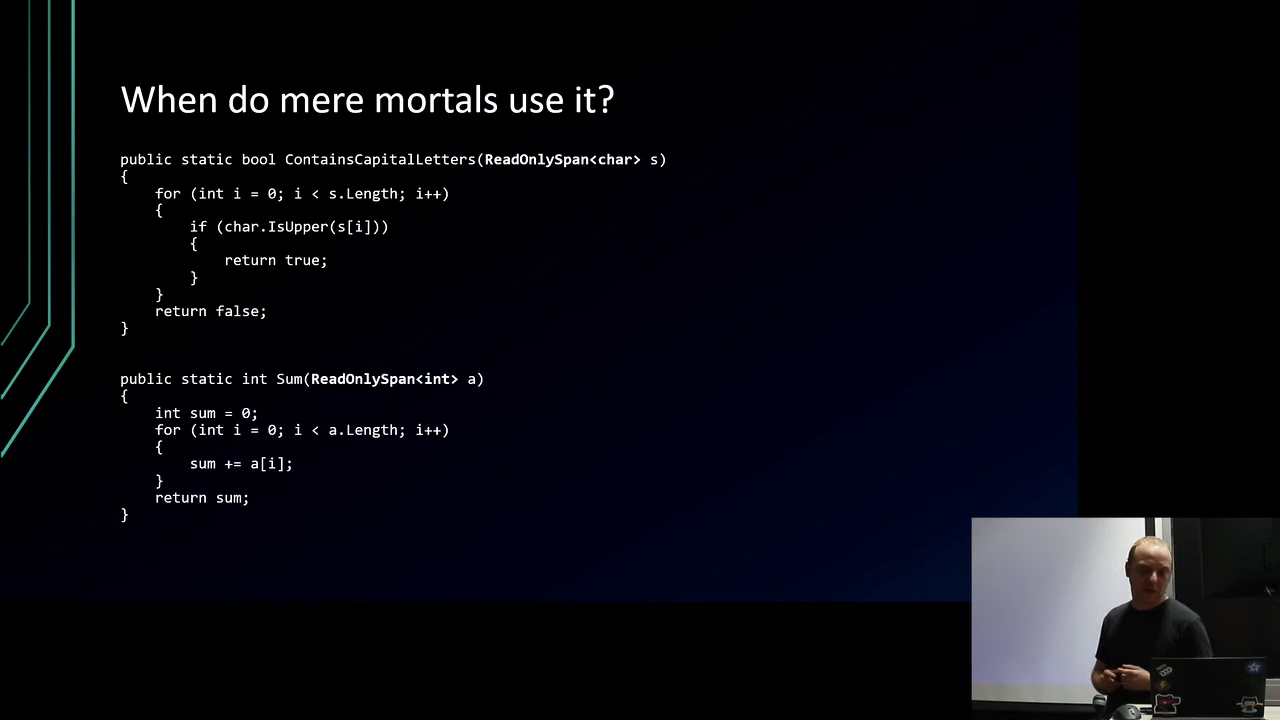 When do mere mortals use it?
public static bool ContainsCapitalLetters(ReadOnlySpan<char> s)
{
    for (int i = 0; i < s.Length; i++)
    {
        if (char.IsUpper(s[i]))
        {
            return true;
        }
    }
    return false;
}
public static int Sum(ReadOnlySpan<int> a)
{
    int sum = 0;
    for (int i = 0; i < a.Length; i++)
    {
        sum += a[i];
    }
    return sum;
}